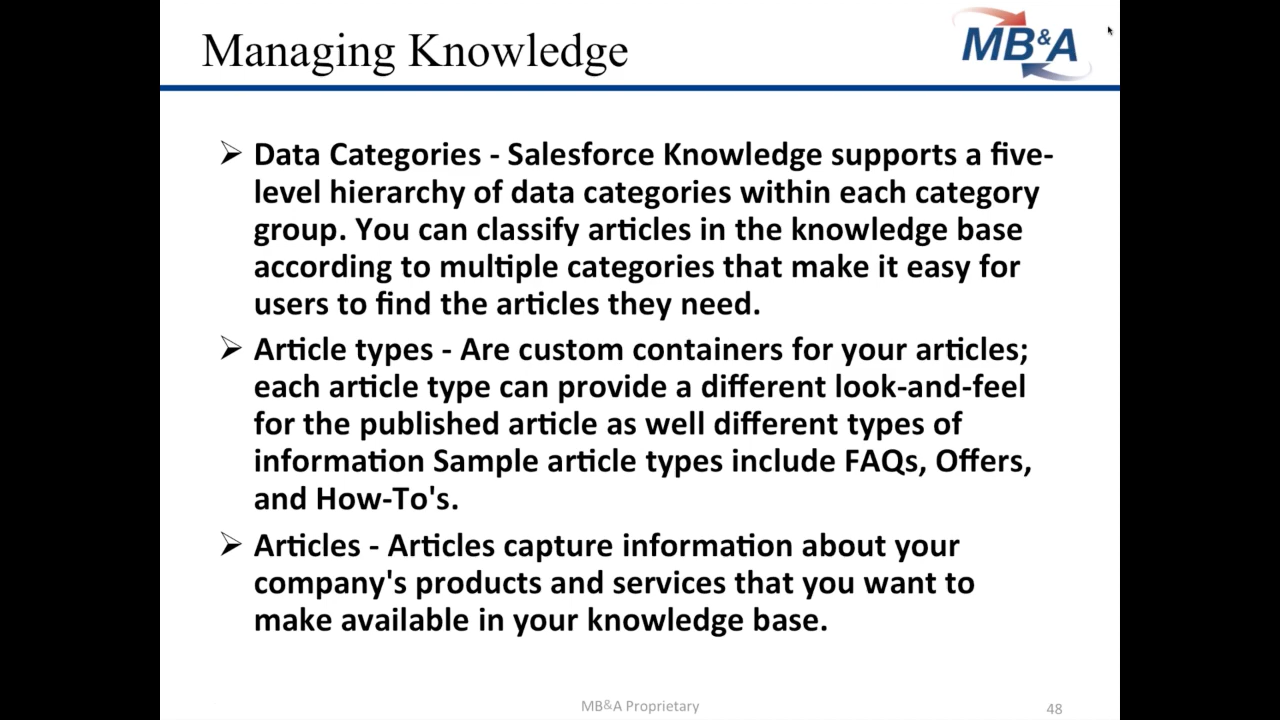 Managing Knowledge
MB&A
➢ Data Categories - Salesforce Knowledge supports a five-
level hierarchy of data categories within each category
group. You can classify articles in the knowledge base
according to multiple categories that make it easy for
users to find the articles they need.
➢ Article types - Are custom containers for your articles;
each article type can provide a different look-and-feel
for the published article as well different types of
information Sample article types include FAQs, Offers,
and How-To's.
➢ Articles - Articles capture information about your
company's products and services that you want to
make available in your knowledge base.
MB&A Proprietary
48